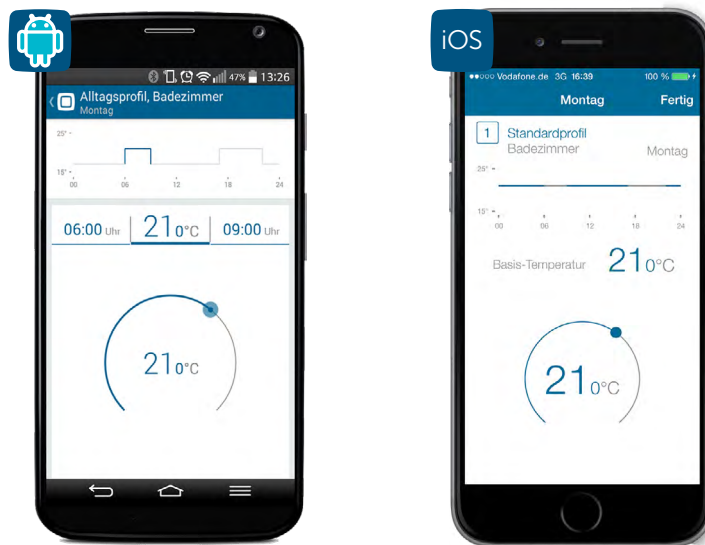 47% 13:26
Alltagsprofil, Badezimmer
Montag
25°
15°
00 06 12 18 24
06:00 Uhr 21 0°C 09:00 Uhr
21 0°C
iOS
Vodafone.de 3G 16:39 100 %
Montag Fertig
1 Standardprofil
Badezimmer Montag
25°
15°
00 06 12 18 24
Basis-Temperatur 21 0°C
21 0°C